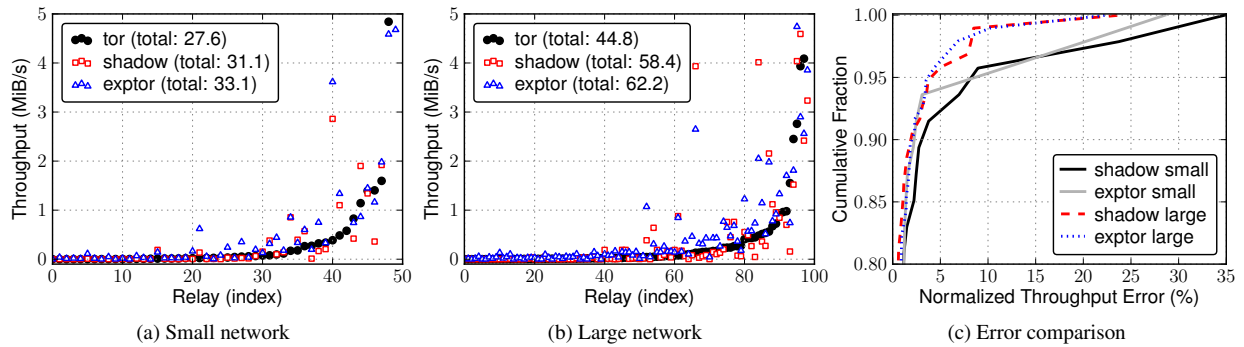 5
4
3
2
1
0
Throughput (MiB/s)
tor (total: 27.6)
shadow (total: 31.1)
exptor (total: 33.1)
0 10 20 30 40 50
Relay (index)
(a) Small network
5
4
3
2
1
0
Throughput (MiB/s)
tor (total: 44.8)
shadow (total: 58.4)
exptor (total: 62.2)
0 20 40 60 80 100
Relay (index)
(b) Large network
1.00
0.95
0.90
0.85
0.80
Cumulative Fraction
shadow small
exptor small
shadow large
exptor large
0 5 10 15 20 25 30 35
Normalized Throughput Error (%)
(c) Error comparison